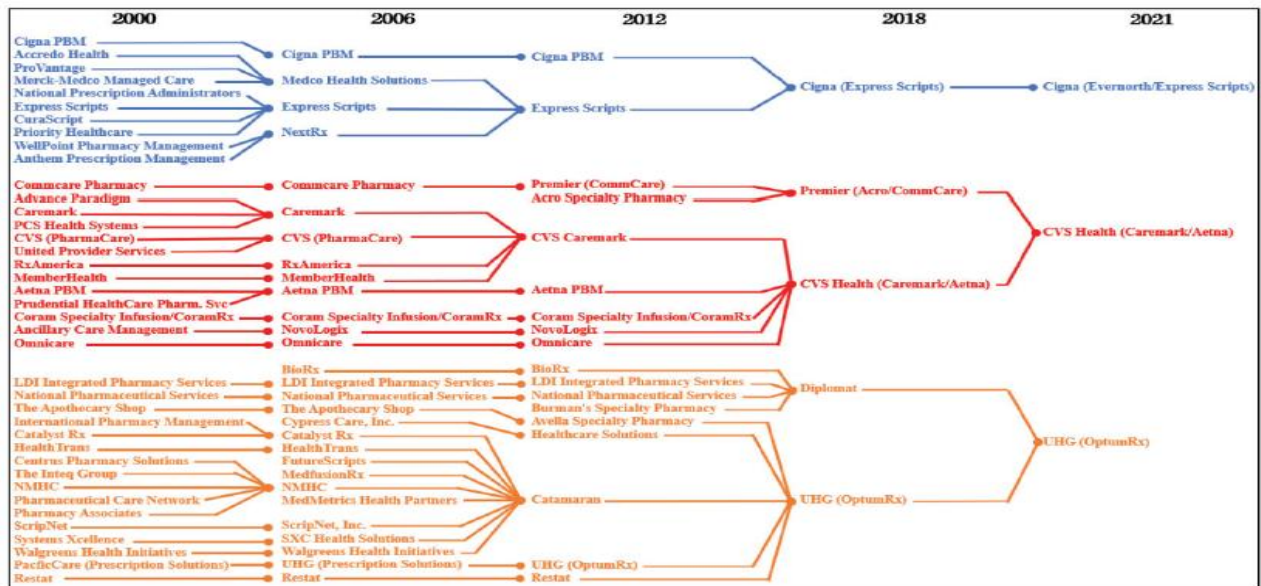 2000 2006 2012 2018 2021
Cigna PBM
Accredo Health
ProVantage
Merck-Medco Managed Care
National Prescription Administrators
Express Scripts
CuraScript
Priority Healthcare
WellPoint Pharmacy Management
Anthem Prescription Management
Cigna PBM
Medco Health Solutions
Express Scripts
NextRx
Cigna PBM
Express Scripts
Cigna (Express Scripts)
Cigna (Evernorth/Express Scripts)
Commcare Pharmacy
Advance Paradigm
Caremark
PCS Health Systems
CVS (PharmaCare)
United Provider Services
RxAmerica
MemberHealth
Aetna PBM
Prudential HealthCare Pharm. Svc
Coram Specialty Infusion/CoramRx
Ancillary Care Management
Omnicare
Commcare Pharmacy
Caremark
CVS (PharmaCare)
RxAmerica
MemberHealth
Aetna PBM
Coram Specialty Infusion/CoramRx
NovoLogix
Omnicare
Premier (CommCare)
Acro Specialty Pharmacy
CVS Caremark
Aetna PBM
Coram Specialty Infusion/CoramRx
NovoLogix
Omnicare
Premier (Acro/CommCare)
CVS Health (Caremark/Aetna)
CVS Health (Caremark/Aetna)
LDI Integrated Pharmacy Services
National Pharmaceutical Services
The Apothecary Shop
International Pharmacy Management
Catalyst Rx
HealthTrans
Centrus Pharmacy Solutions
The Inteq Group
NMHC
Pharmaceutical Care Network
Pharmacy Associates
ScripNet
Systems Xcellence
Walgreens Health Initiatives
PacficCare (Prescription Solutions)
Restat
BioRx
LDI Integrated Pharmacy Services
National Pharmaceutical Services
The Apothecary Shop
Cypress Care, Inc.
Catalyst Rx
HealthTrans
FutureScripts
MedfusionRx
NMHC
MedMetrics Health Partners
ScripNet, Inc.
SXC Health Solutions
Walgreens Health Initiatives
UHG (Prescription Solutions)
Restat
BioRx
LDI Integrated Pharmacy Services
National Pharmaceutical Services
Burman's Specialty Pharmacy
Avella Specialty Pharmacy
Healthcare Solutions
Catamaran
UHG (OptumRx)
Restat
Diplomat
UHG (OptumRx)
UHG (OptumRx)